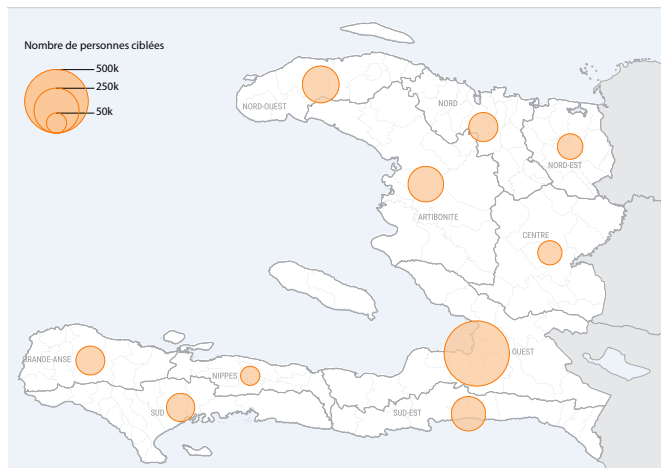 Nombre de personnes ciblées
500k
250k
50k
NORD-OUEST
NORD
NORD-EST
ARTIBONITE
CENTRE
OUEST
GRANDE-ANSE
NIPPES
SUD
SUD-EST